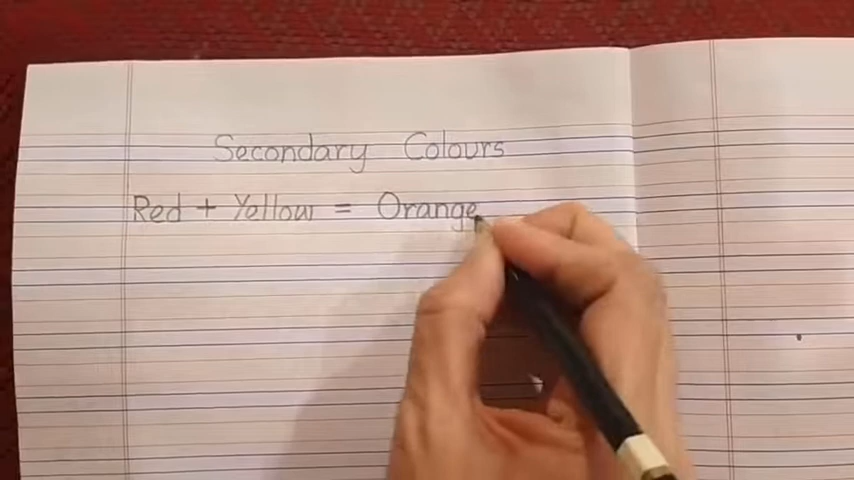 Secondary Colours
Red + Yellow = Orange